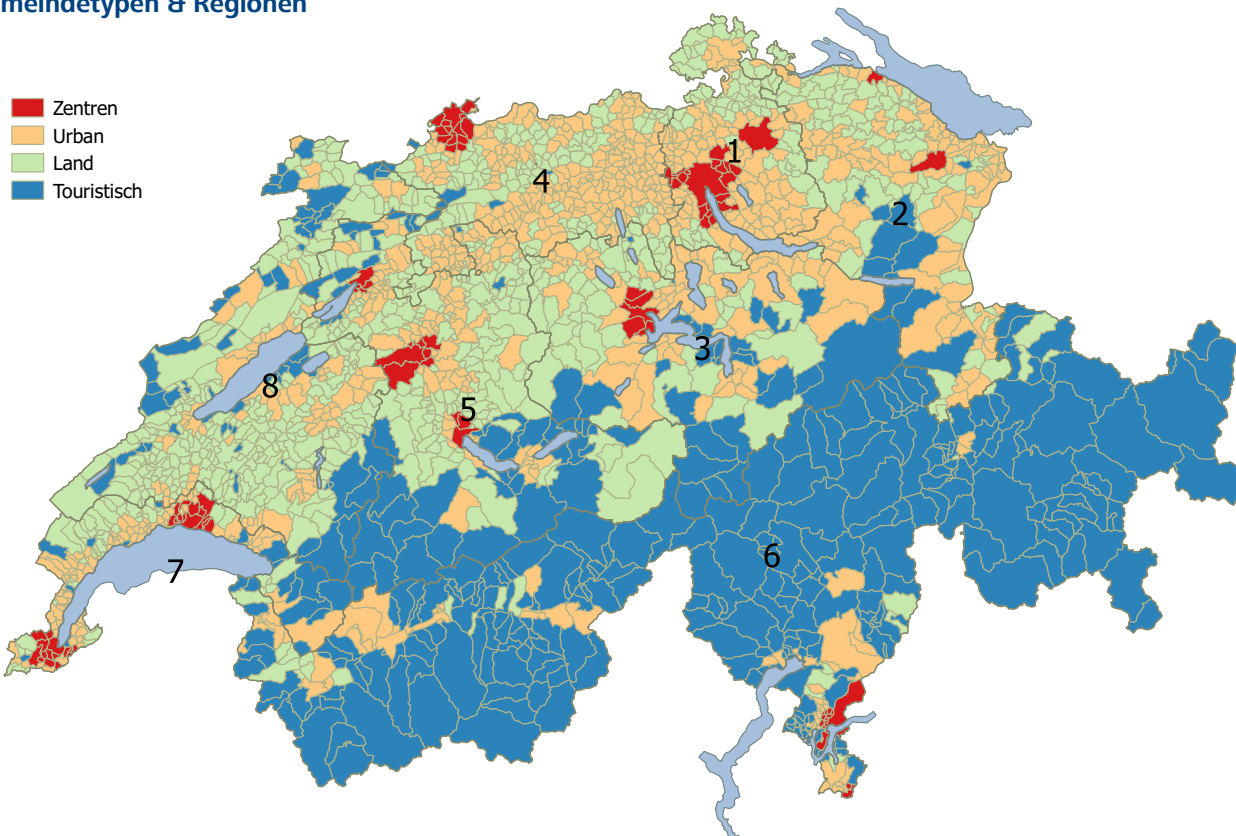 meindetypen & Regionen
Zentren
Urban
Land
Touristisch
1
4
2
3
8
5
6
7